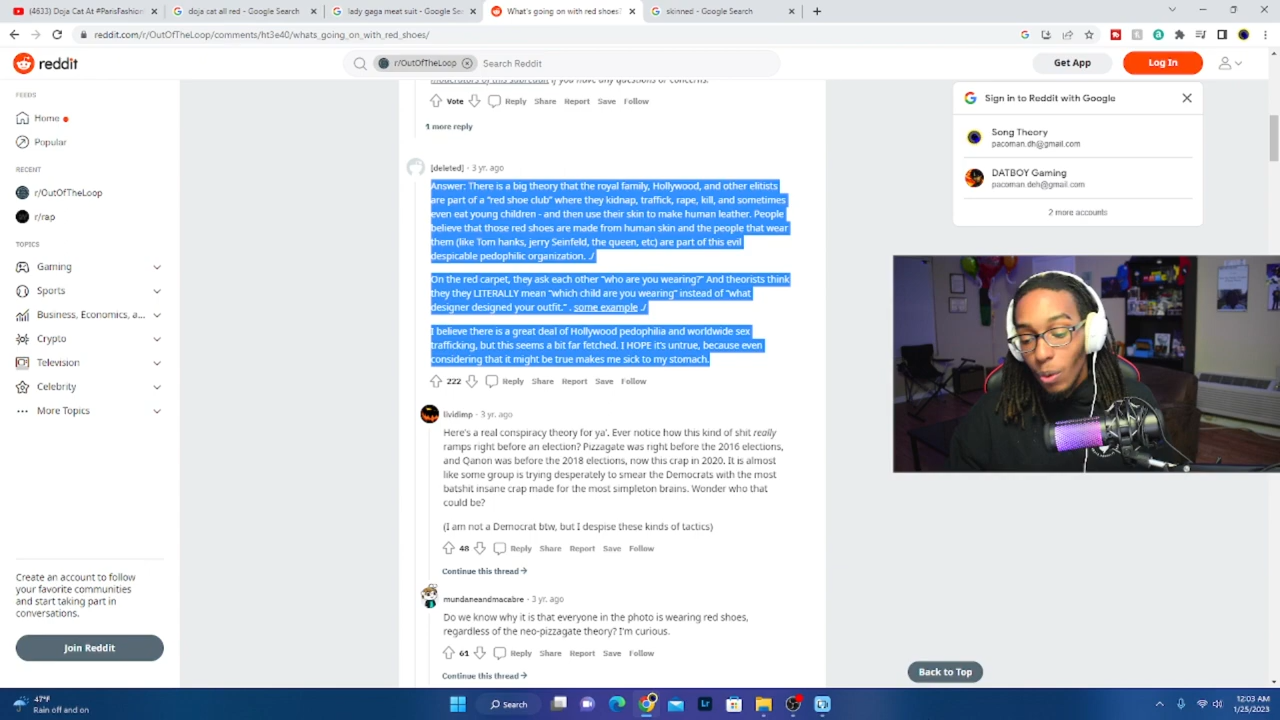 (4633) Doja Cat At #ParisFashion
doja cat all red - Google Search
lady gaga meat suit - Google Se
What's going on with red shoes?
skinned - Google Search
reddit.com/r/OutOfTheLoop/comments/ht3e40/whats_going_on_with_red_shoes/
reddit
r/OutOfTheLoop
Search Reddit
Get App
Log In
FEEDS
Home
Popular
RECENT
r/OutOfTheLoop
r/rap
TOPICS
Gaming
Sports
Business, Economics, a...
Crypto
Television
Celebrity
More Topics
Create an account to follow
your favorite communities
and start taking part in
conversations.
Join Reddit
moderators of this subreddit if you have any questions or concerns.
Vote Reply Share Report Save Follow
1 more reply
[deleted] · 3 yr. ago
Answer: There is a big theory that the royal family, Hollywood, and other elitists
are part of a "red shoe club" where they kidnap, traffick, rape, kill, and sometimes
even eat young children - and then use their skin to make human leather. People
believe that those red shoes are made from human skin and the people that wear
them (like Tom hanks, jerry Seinfeld, the queen, etc) are part of this evil
despicable pedophilic organization. ./
On the red carpet, they ask each other "who are you wearing?" And theorists think
they they LITERALLY mean "which child are you wearing" instead of "what
designer designed your outfit." . some example ./
I believe there is a great deal of Hollywood pedophilia and worldwide sex
trafficking, but this seems a bit far fetched. I HOPE it's untrue, because even
considering that it might be true makes me sick to my stomach.
222 Reply Share Report Save Follow
lividimp · 3 yr. ago
Here's a real conspiracy theory for ya'. Ever notice how this kind of shit really
ramps right before an election? Pizzagate was right before the 2016 elections,
and Qanon was before the 2018 elections, now this crap in 2020. It is almost
like some group is trying desperately to smear the Democrats with the most
batshit insane crap made for the most simpleton brains. Wonder who that
could be?
(I am not a Democrat btw, but I despise these kinds of tactics)
48 Reply Share Report Save Follow
Continue this thread →
mundaneandmacabre · 3 yr. ago
Do we know why it is that everyone in the photo is wearing red shoes,
regardless of the neo-pizzagate theory? I'm curious.
61 Reply Share Report Save Follow
Continue this thread →
Sign in to Reddit with Google
Song Theory
pacoman.dh@gmail.com
DATBOY Gaming
pacoman.deh@gmail.com
2 more accounts
Back to Top
47°F
Rain off and on
Search
12:03 AM
1/25/2023